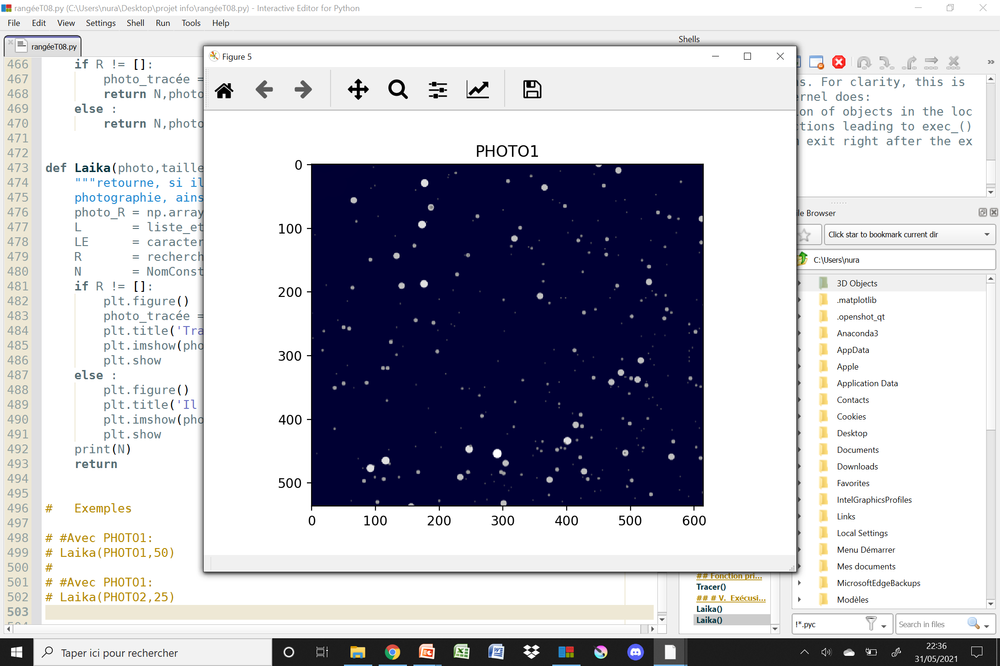 rangéeT08.py (C:\Users\nura\Desktop\projet info\rangéeT08.py) - Interactive Editor for Python
File Edit View Settings Shell Run Tools Help
rangéeT08.py
466 if R != []:
467 photo_tracée =
468 return N,photo
469 else :
470 return N,photo
471
472
473 def Laika(photo,taille
474 """retourne, si il
475 photographie, ains
476 photo_R = np.array
477 L = liste_et
478 LE = caracter
479 R = recherch
480 N = NomConst
481 if R != []:
482 plt.figure()
483 photo_tracée =
484 plt.title('Tra
485 plt.imshow(pho
486 plt.show
487 else :
488 plt.figure()
489 plt.title('Il
490 plt.imshow(pho
491 plt.show
492 print(N)
493 return
494
495
496 # Exemples
497
498 # #Avec PHOTO1:
499 # Laika(PHOTO1,50)
500 #
501 # #Avec PHOTO1:
502 # Laika(PHOTO2,25)
503
Figure 5
PHOTO1
0
100
200
300
400
500
0 100 200 300 400 500 600
Shells
ns. For clarity, this is
ernel does:
ion of objects in the loc
ctions leading to exec_()
exit right after the ex
ile Browser
Click star to bookmark current dir
C:\Users\nura
3D Objects
.matplotlib
.openshot_qt
Anaconda3
AppData
Apple
Application Data
Contacts
Cookies
Desktop
Documents
Downloads
Favorites
IntelGraphicsProfiles
Links
Local Settings
Menu Démarrer
Mes documents
MicrosoftEdgeBackups
Modèles
!*.pyc
Search in files
## Fonction pri...
Tracer()
## # V. Exécusi...
Laika()
Laika()
Taper ici pour rechercher
22:36
31/05/2021